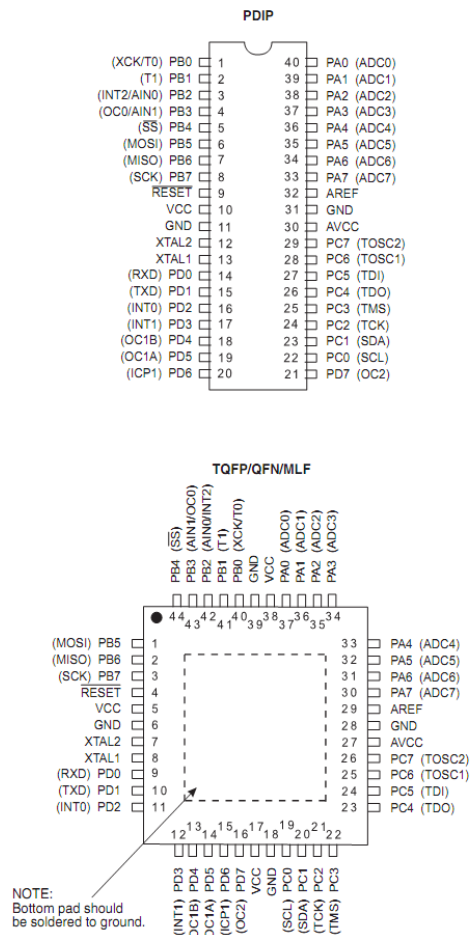 PDIP
(XCK/T0) PB0 1 40 PA0 (ADC0)
(T1) PB1 2 39 PA1 (ADC1)
(INT2/AIN0) PB2 3 38 PA2 (ADC2)
(OC0/AIN1) PB3 4 37 PA3 (ADC3)
(SS) PB4 5 36 PA4 (ADC4)
(MOSI) PB5 6 35 PA5 (ADC5)
(MISO) PB6 7 34 PA6 (ADC6)
(SCK) PB7 8 33 PA7 (ADC7)
RESET 9 32 AREF
VCC 10 31 GND
GND 11 30 AVCC
XTAL2 12 29 PC7 (TOSC2)
XTAL1 13 28 PC6 (TOSC1)
(RXD) PD0 14 27 PC5 (TDI)
(TXD) PD1 15 26 PC4 (TDO)
(INT0) PD2 16 25 PC3 (TMS)
(INT1) PD3 17 24 PC2 (TCK)
(OC1B) PD4 18 23 PC1 (SDA)
(OC1A) PD5 19 22 PC0 (SCL)
(ICP1) PD6 20 21 PD7 (OC2)
TQFP/QFN/MLF
PB4 (SS)
PB3 (AIN1/OC0)
PB2 (AIN0/INT2)
PB1 (T1)
PB0 (XCK/T0)
GND
VCC
PA0 (ADC0)
PA1 (ADC1)
PA2 (ADC2)
PA3 (ADC3)
44 43 42 41 40 39 38 37 36 35 34
(MOSI) PB5 1 33 PA4 (ADC4)
(MISO) PB6 2 32 PA5 (ADC5)
(SCK) PB7 3 31 PA6 (ADC6)
RESET 4 30 PA7 (ADC7)
VCC 5 29 AREF
GND 6 28 GND
XTAL2 7 27 AVCC
XTAL1 8 26 PC7 (TOSC2)
(RXD) PD0 9 25 PC6 (TOSC1)
(TXD) PD1 10 24 PC5 (TDI)
(INT0) PD2 11 23 PC4 (TDO)
12 13 14 15 16 17 18 19 20 21 22
(INT1) PD3
OC1B) PD4
OC1A) PD5
(ICP1) PD6
(OC2) PD7
VCC
GND
(SCL) PC0
(SDA) PC1
(TCK) PC2
(TMS) PC3
NOTE:
Bottom pad should
be soldered to ground.